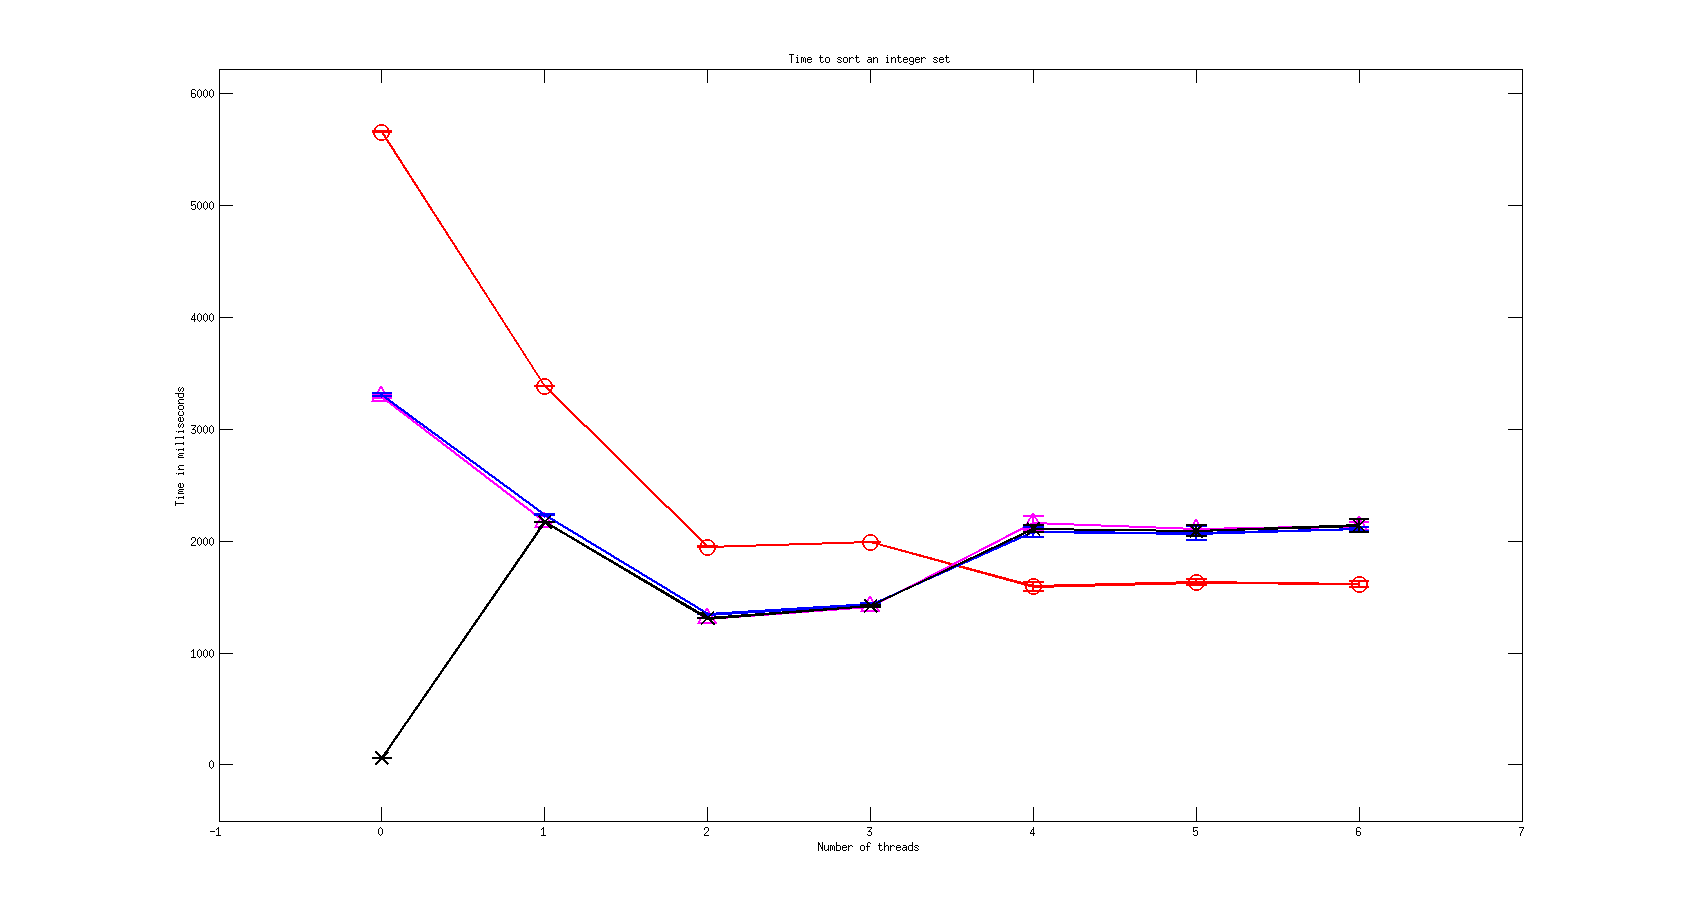 Time to sort an integer set
6000
5000
4000
3000
2000
1000
0
Time in milliseconds
-1 0 1 2 3 4 5 6 7
Number of threads